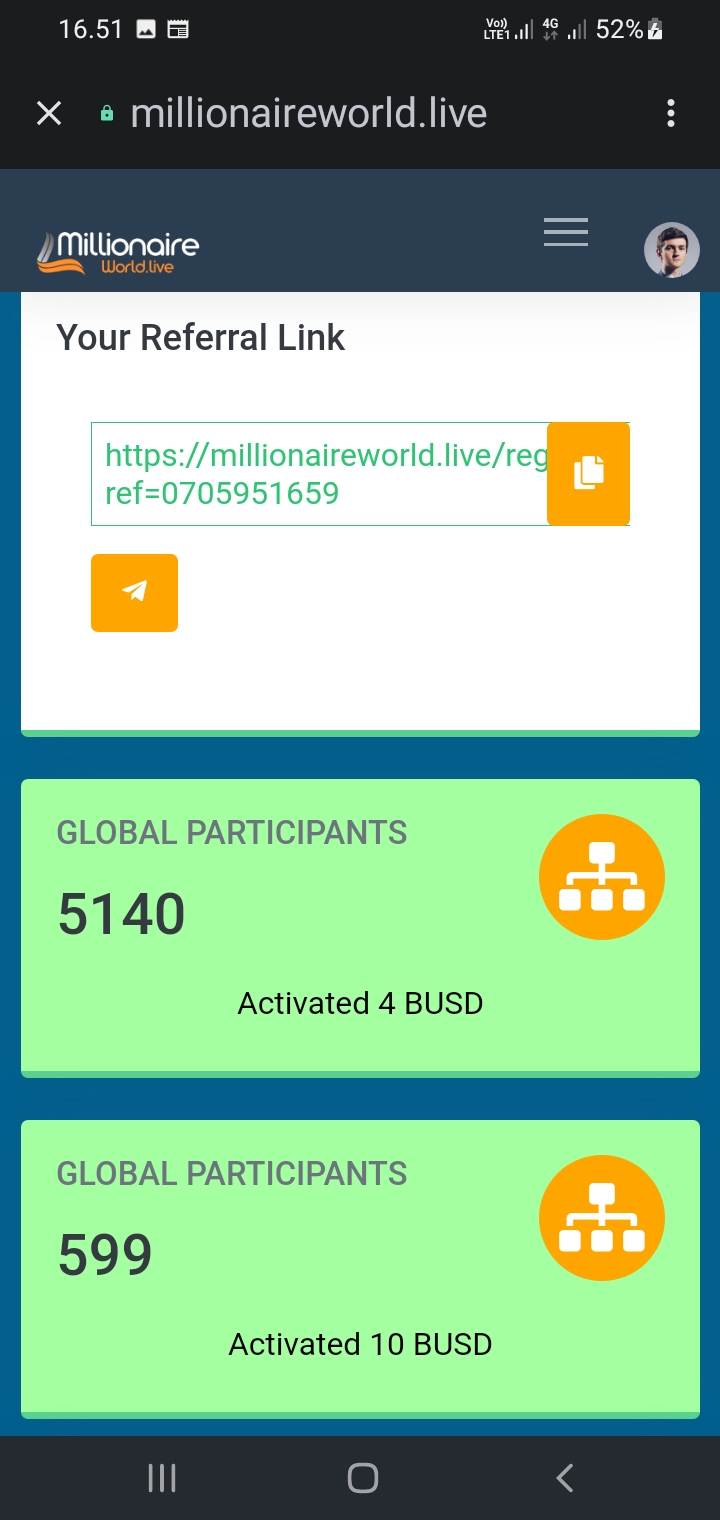 16.51
Vo))
LTE1
4G
52%
millionaireworld.live
Millionaire
World.live
Your Referral Link
https://millionaireworld.live/reg
ref=0705951659
GLOBAL PARTICIPANTS
5140
Activated 4 BUSD
GLOBAL PARTICIPANTS
599
Activated 10 BUSD